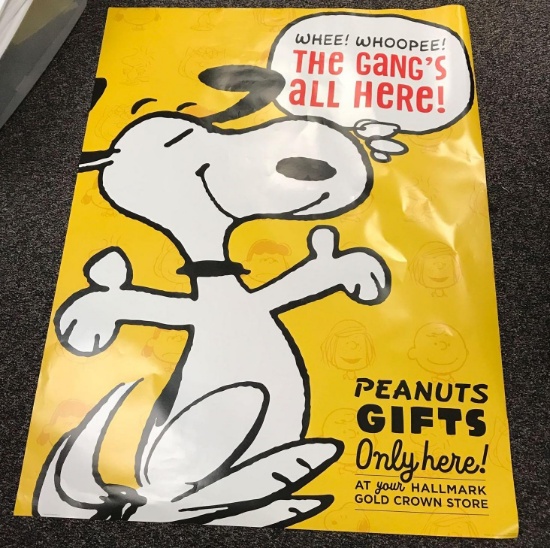 WHEE! WHOOPEE!
THE GANG'S
ALL HERE!
PEANUTS
GIFTS
Only here!
AT your HALLMARK
GOLD CROWN STORE